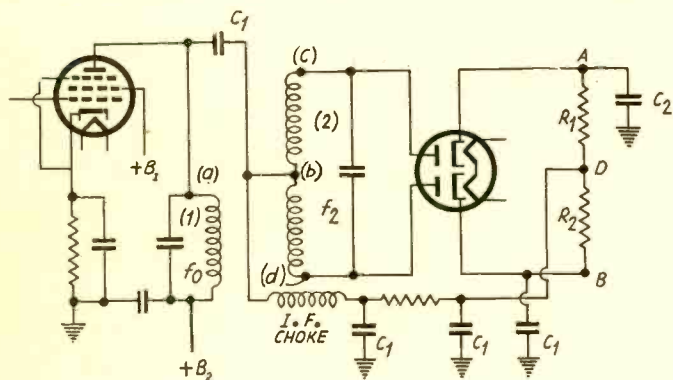 C1
(C)
A
(2)
R1
C2
+B1
(a)
(b)
D
(1)
f2
R2
f0
(d)
B
I.F.
CHOKE
C1
C1
C1
+B2